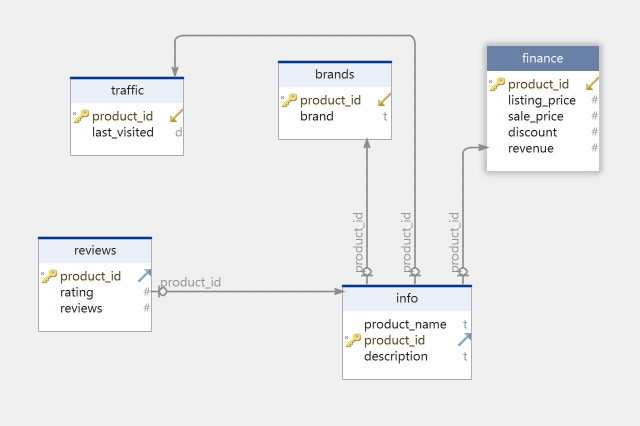 traffic
product_id
last_visited d
brands
product_id
brand t
finance
product_id
listing_price #
sale_price #
discount #
revenue #
product_id
product_id
product_id
reviews
product_id
rating #
reviews #
product_id
info
product_name t
product_id
description t